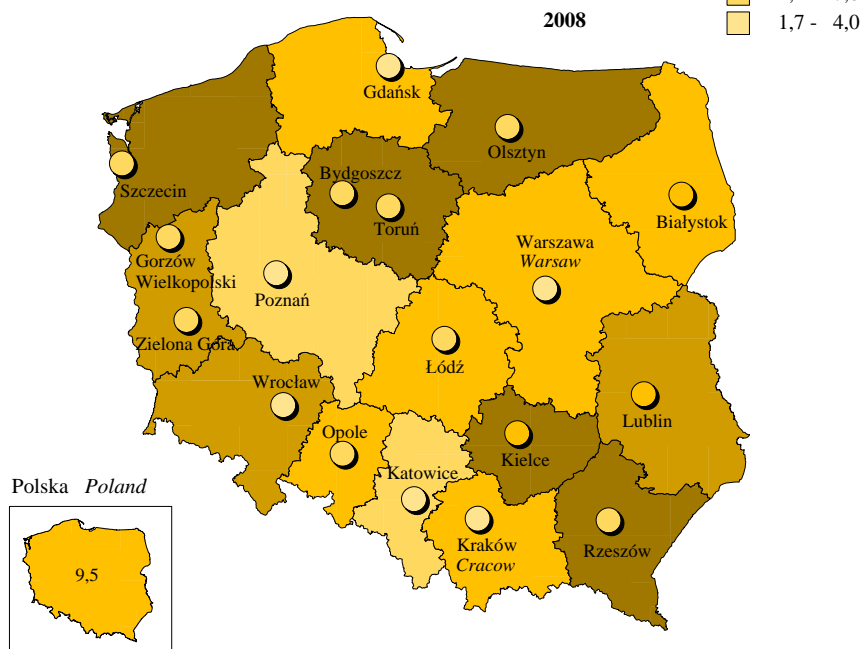 2008
1,7 - 4,0
Gdańsk
Olsztyn
Szczecin
Bydgoszcz
Toruń
Białystok
Gorzów
Wielkopolski
Poznań
Warszawa
Warsaw
Zielona Góra
Łódź
Wrocław
Lublin
Opole
Kielce
Katowice
Kraków
Cracow
Rzeszów
Polska Poland
9,5